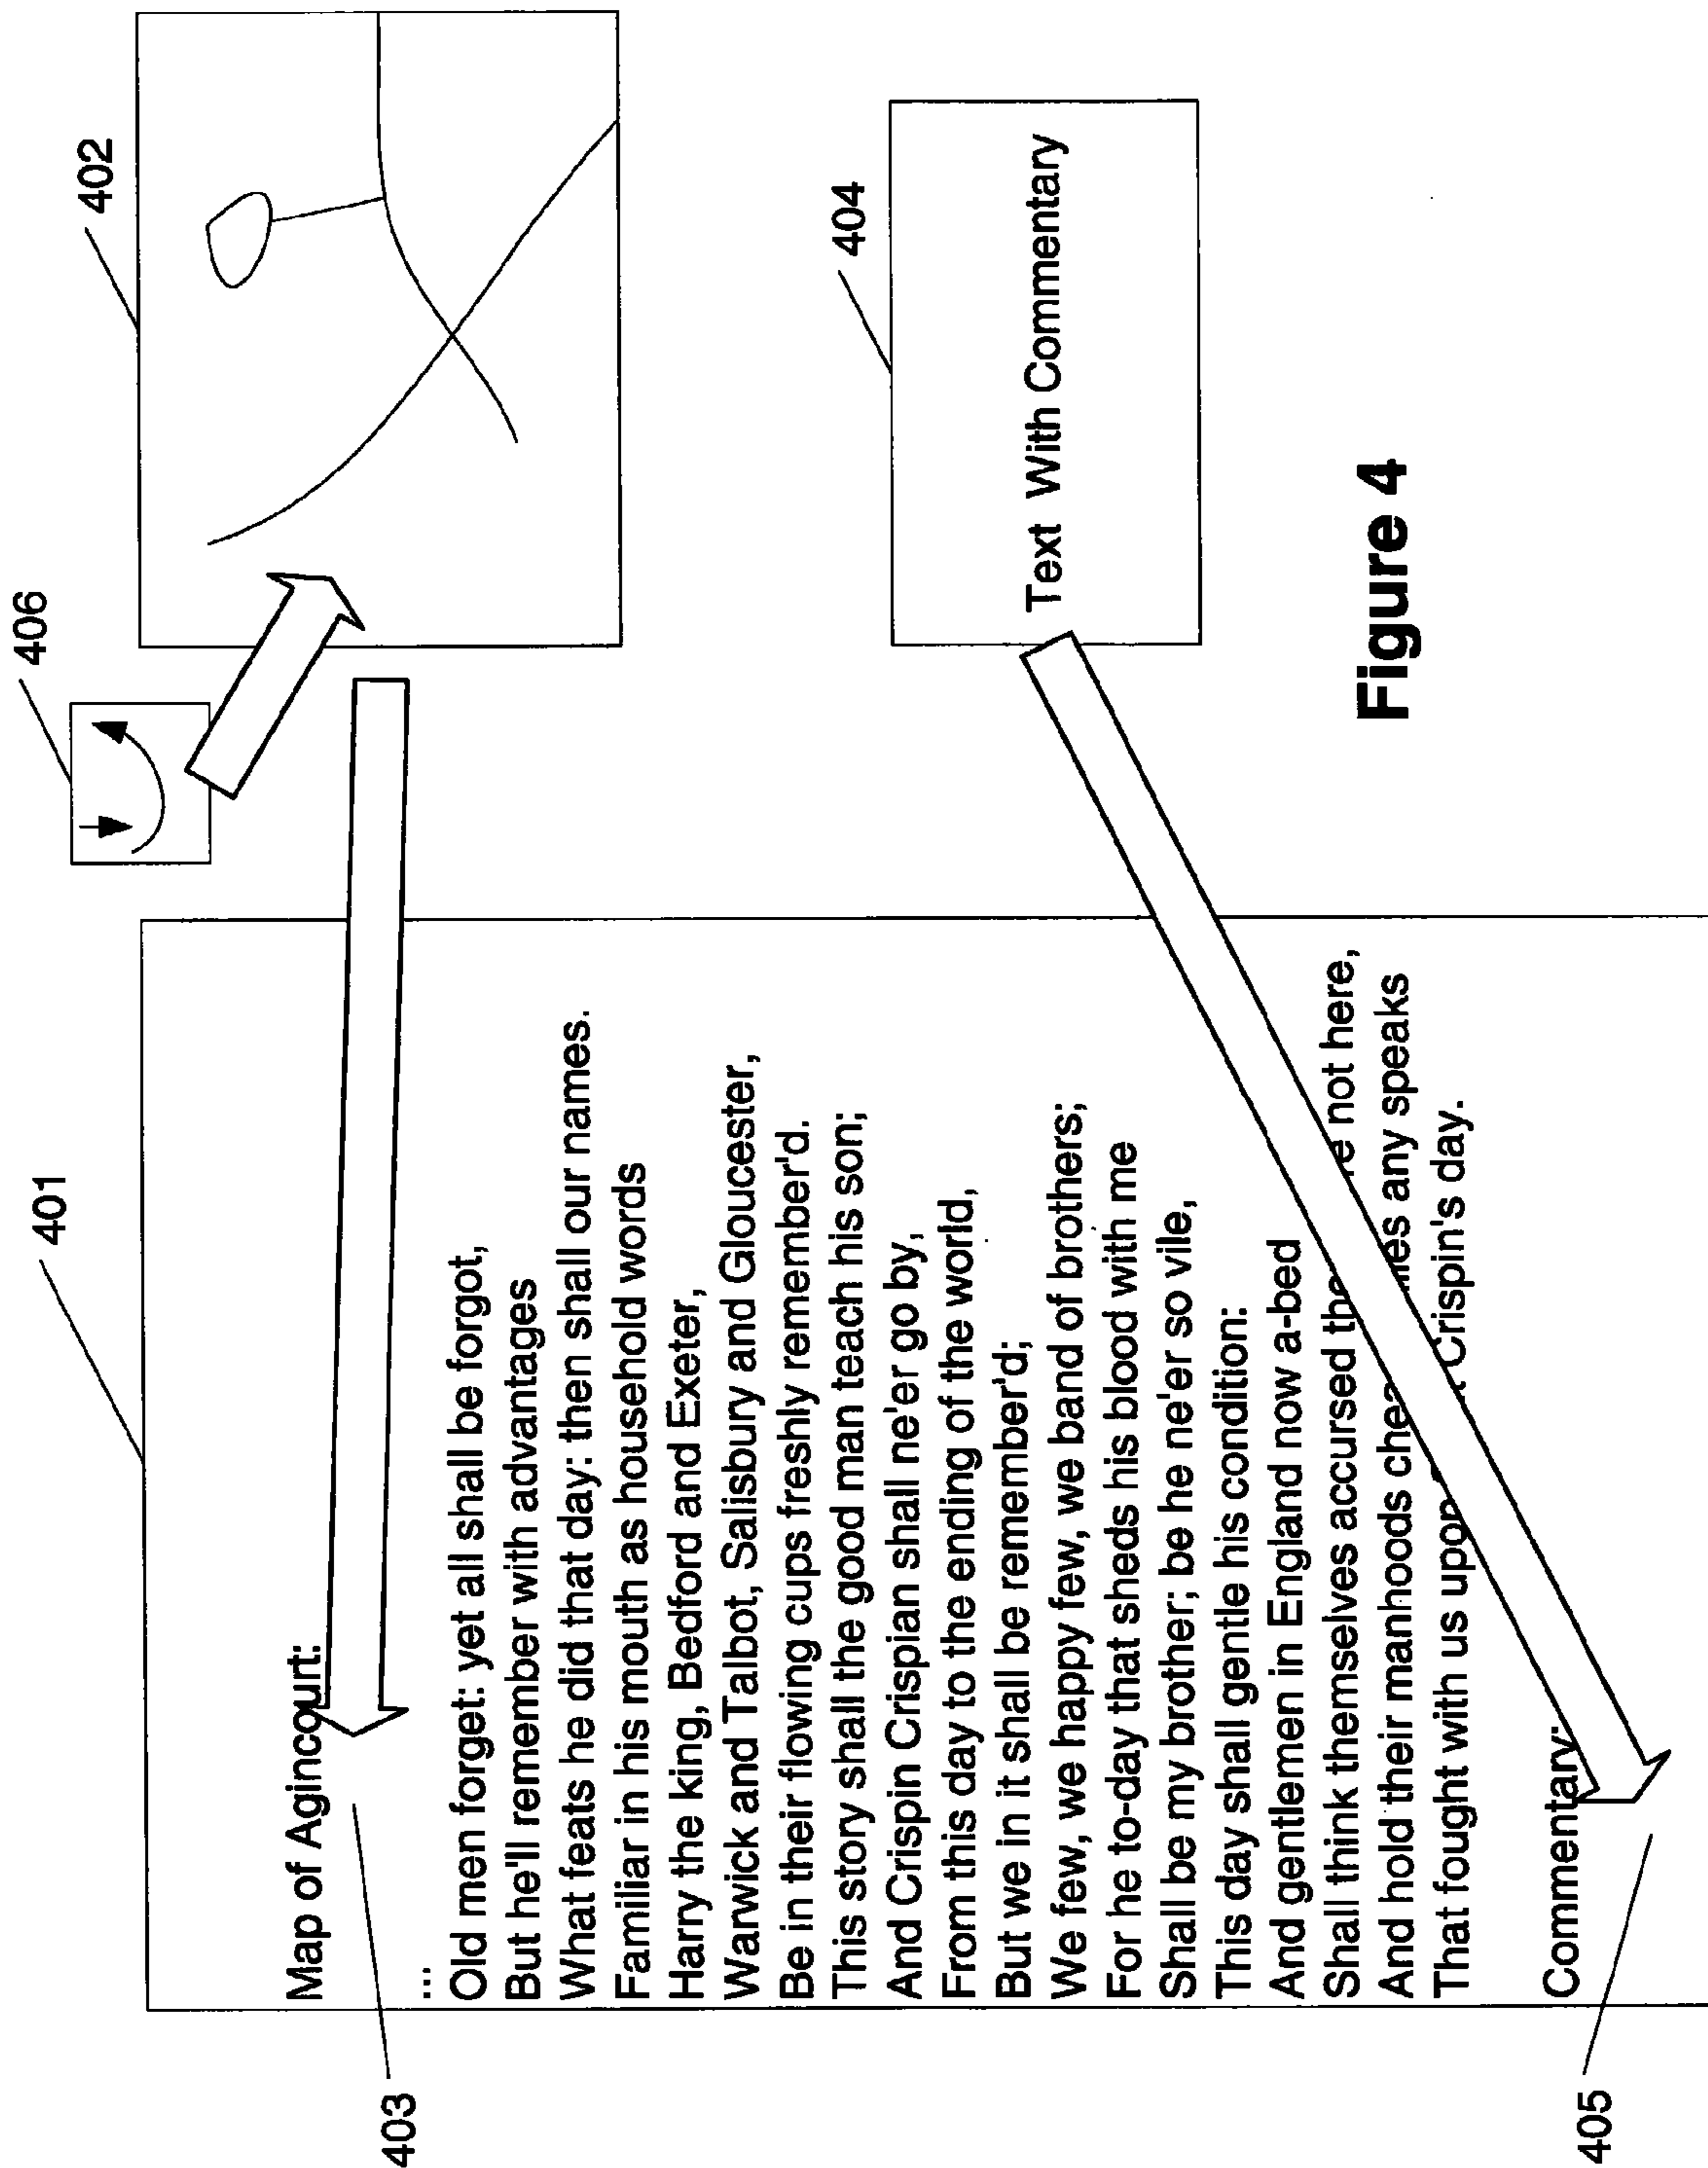 406
402
401
Map of Agincourt:
403
...
Old men forget: yet all shall be forgot,
But he'll remember with advantages
What feats he did that day: then shall our names.
Familiar in his mouth as household words
Harry the king, Bedford and Exeter,
Warwick and Talbot, Salisbury and Gloucester,
Be in their flowing cups freshly remember'd.
This story shall the good man teach his son;
And Crispin Crispian shall ne'er go by,
From this day to the ending of the world,
But we in it shall be remember'd;
We few, we happy few, we band of brothers;
For he to-day that sheds his blood with me
Shall be my brother; be he ne'er so vile,
This day shall gentle his condition:
And gentlemen in England now a-bed
Shall think themselves accursed not here,
And hold their manhoods any speaks
That fought with us upon Crispin's day.
Commentary:
405
404
Text With Commentary
Figure 4